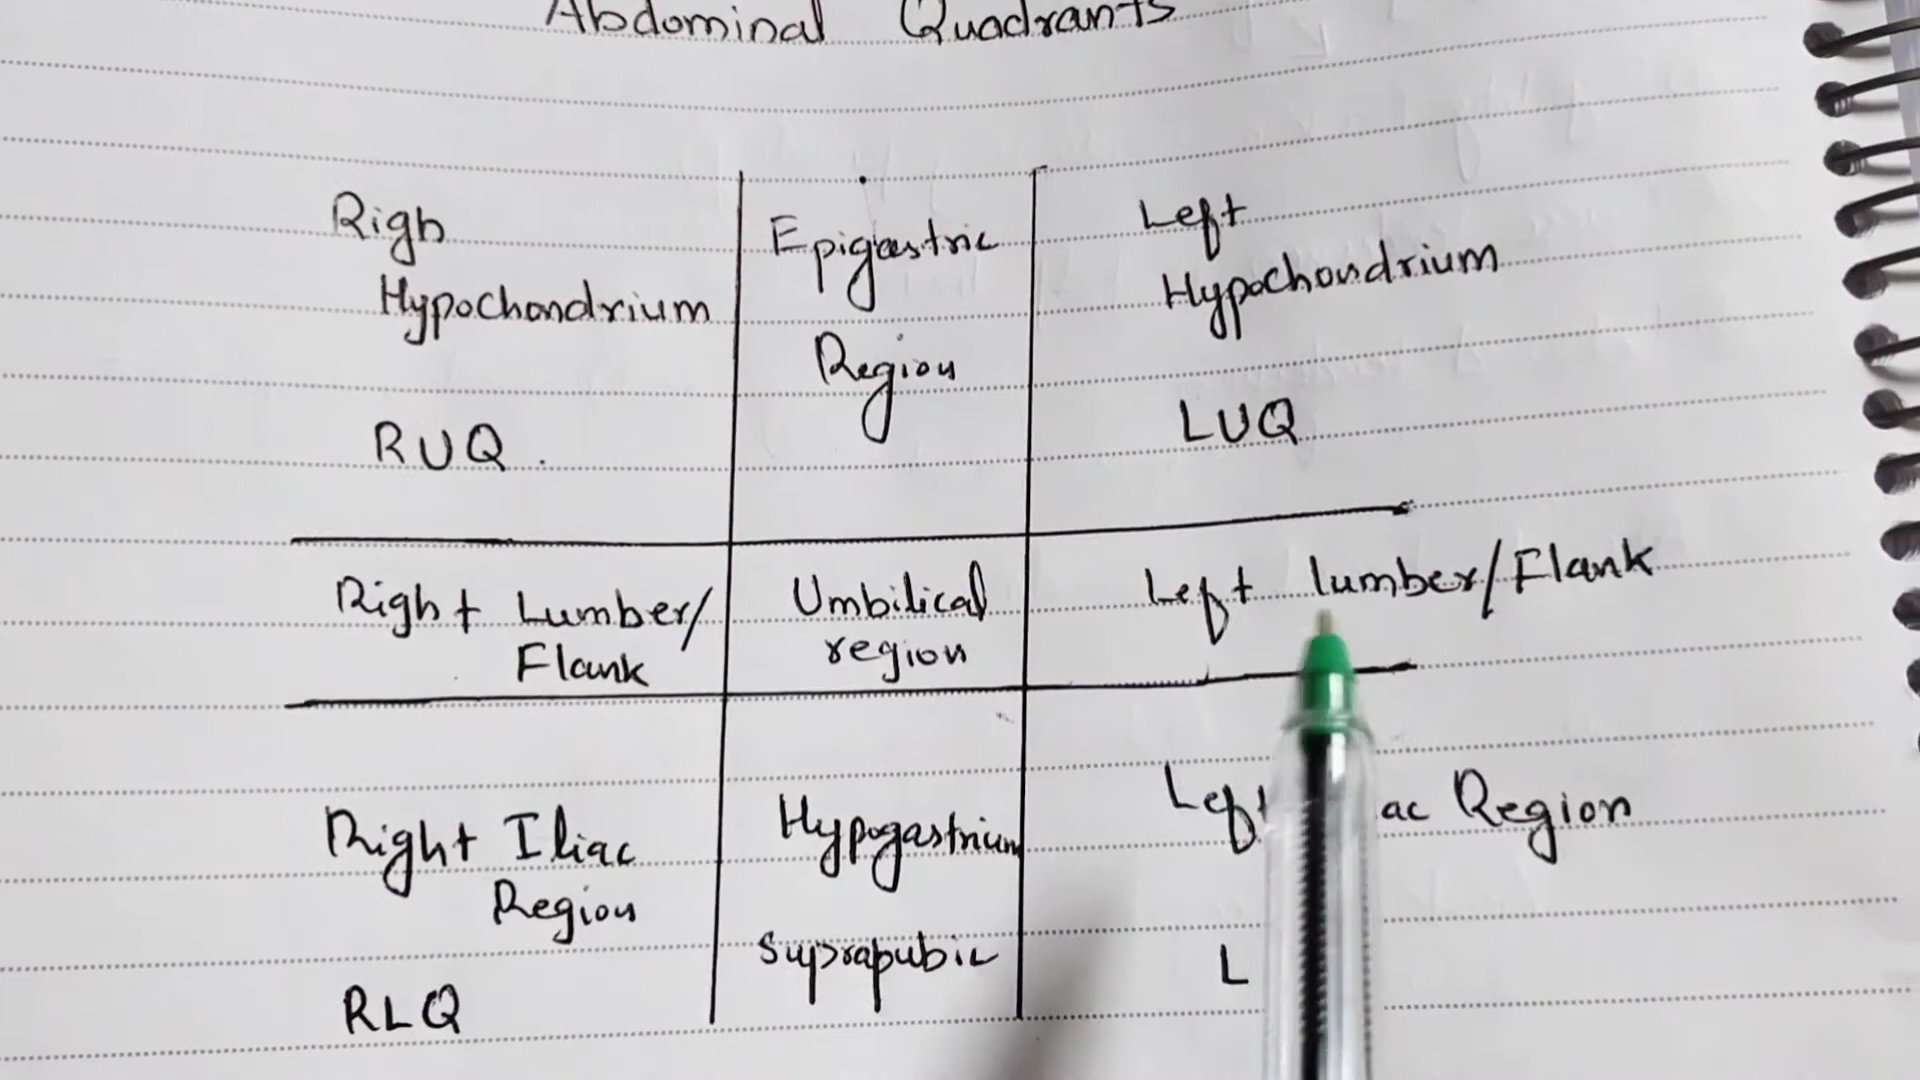 Abdominal Quadrants
Righ
Hypochondrium
RUQ.
Epigastric
Region
Left
Hypochondrium
LUQ
Right Lumber/
Flank
Umbilical
region
Left lumber/Flank
Right Iliac
Region
RLQ
Hypogastrium
Suprapubic
Region